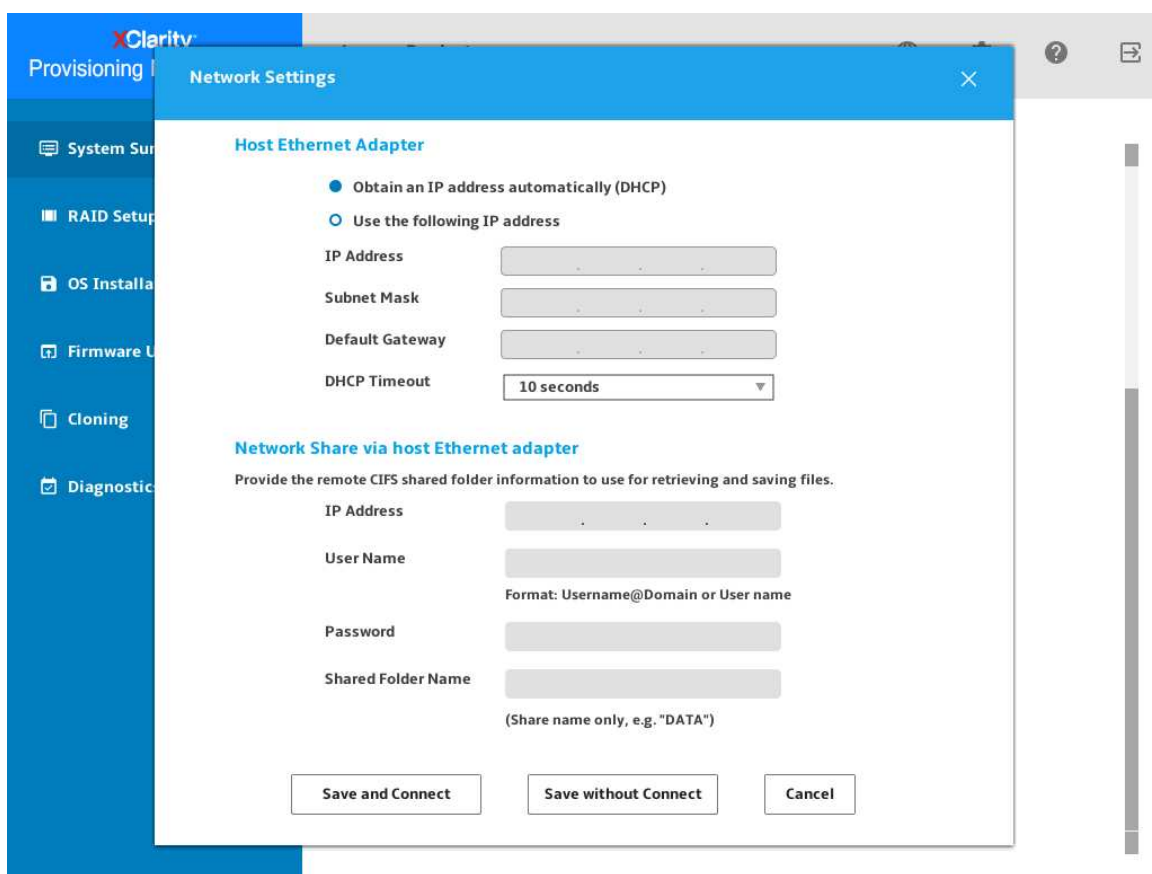 xClarity
Provisioning
Network Settings
System Sum
RAID Setup
OS Installa
Firmware U
Cloning
Diagnostic
Host Ethernet Adapter
Obtain an IP address automatically (DHCP)
Use the following IP address
IP Address
. . .
Subnet Mask
. . .
Default Gateway
. . .
DHCP Timeout
10 seconds
Network Share via host Ethernet adapter
Provide the remote CIFS shared folder information to use for retrieving and saving files.
IP Address
. . .
User Name
Format: Username@Domain or User name
Password
Shared Folder Name
(Share name only, e.g. "DATA")
Save and Connect
Save without Connect
Cancel